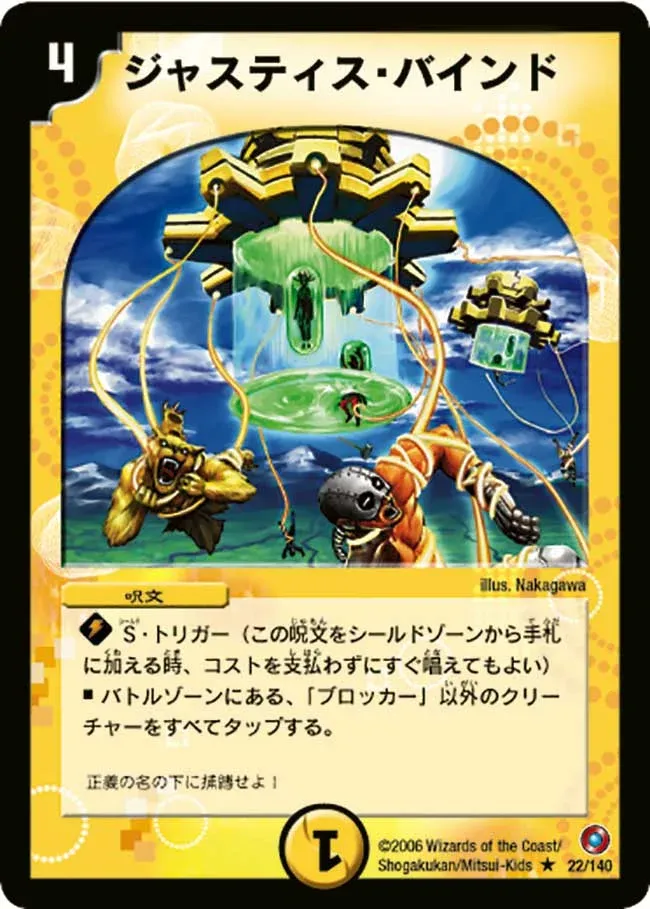 4
ジャスティス・バインド
illus. Nakagawa
呪文
S・トリガー（この呪文をシールドゾーンから手札
に加える時、コストを支払わずにすぐ唱えてもよい）
■ バトルゾーンにある、「ブロッカー」以外のクリー
チャーをすべてタップする。
正義の名の下に揉躊せよ！
1
©2006 Wizards of the Coast/
Shogakukan/Mitsui-Kids ★ 22/140